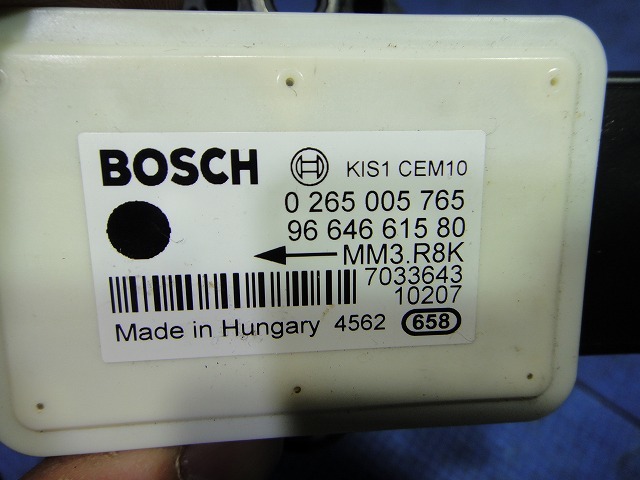 BOSCH KIS1 CEM10
0 265 005 765
96 646 615 80
MM3.R8K
7033643
10207
Made in Hungary 4562 658